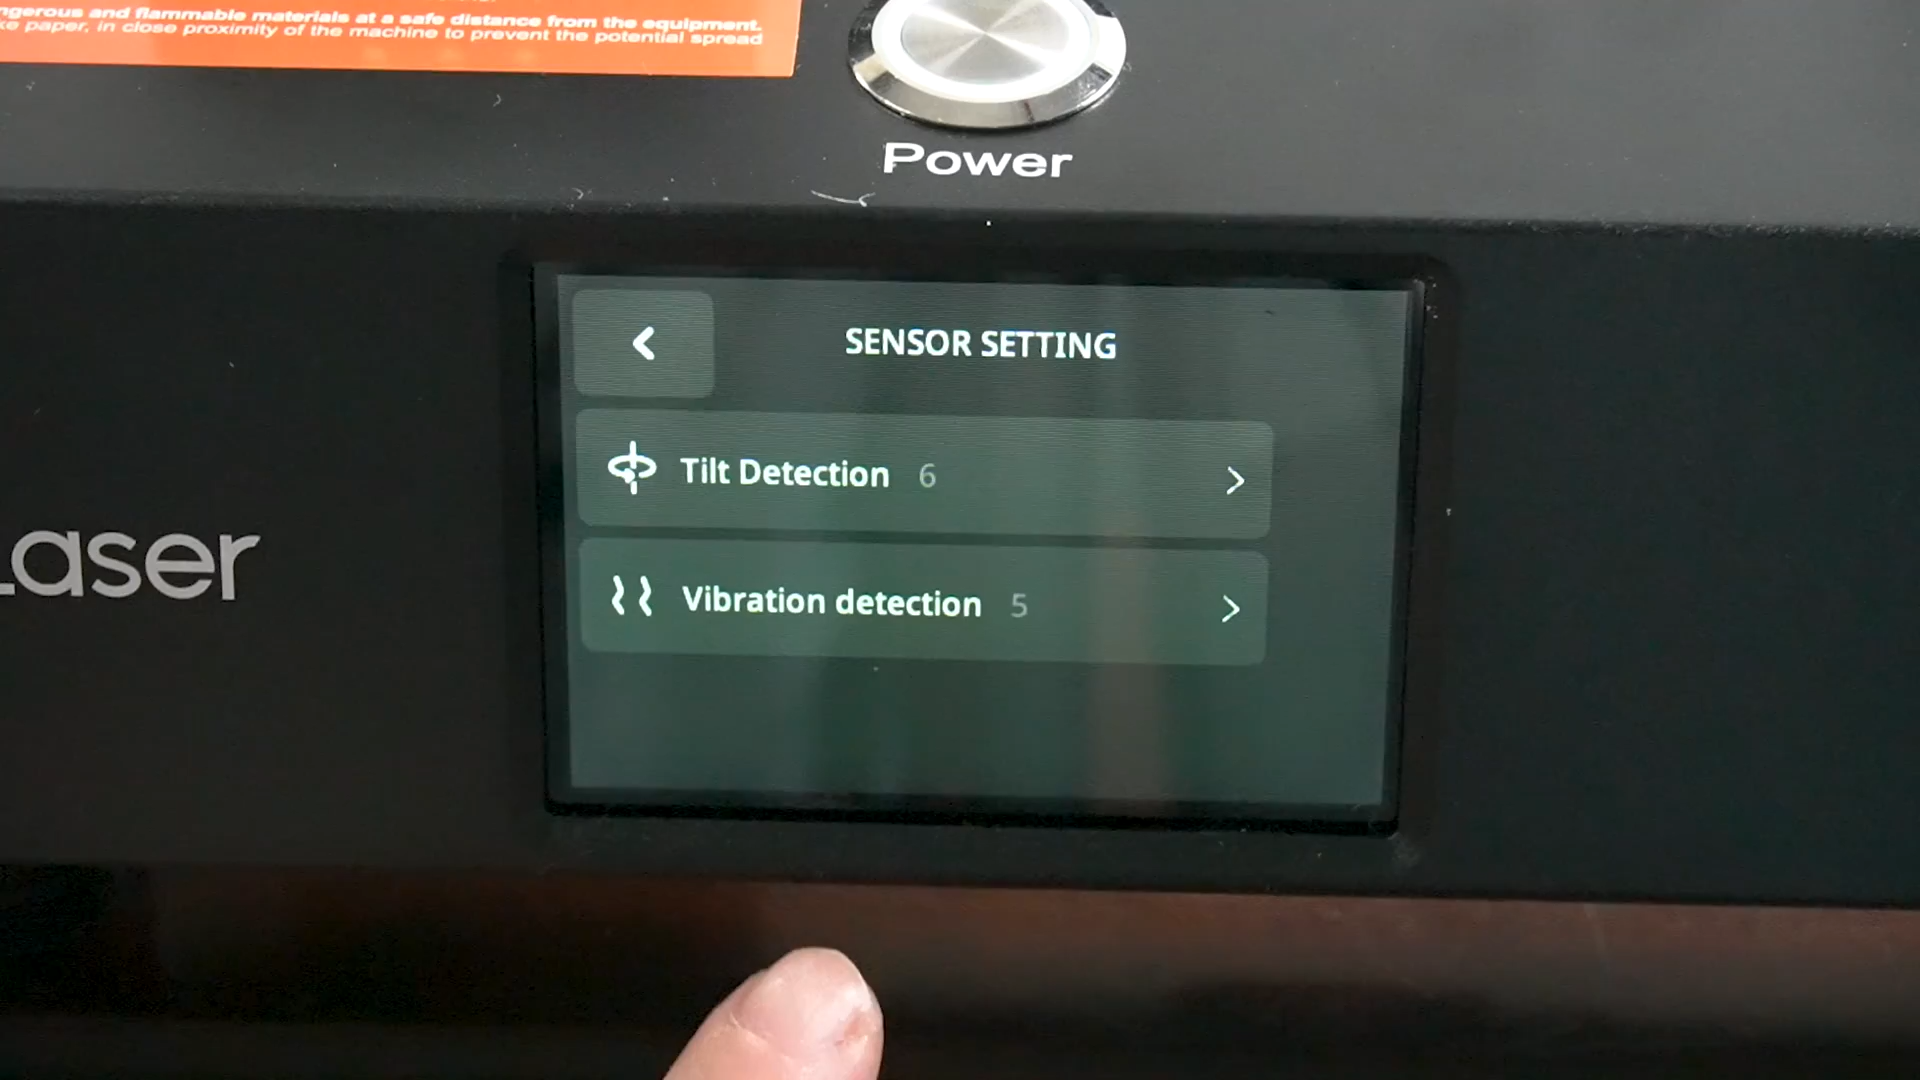 ngerous and flammable materials at a safe distance from the equipment.
ke paper, in close proximity of the machine to prevent the potential spread
Power
SENSOR SETTING
Tilt Detection 6
Laser
Vibration detection 5